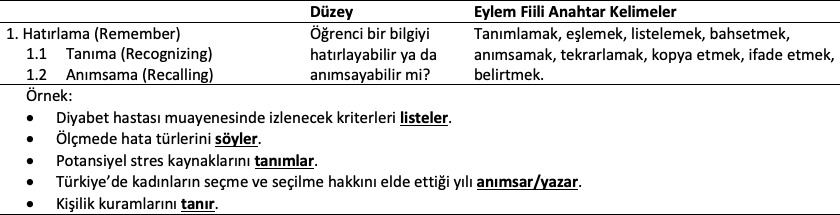 Düzey Eylem Fiili Anahtar Kelimeler
1. Hatırlama (Remember) Öğrenci bir bilgiyi Tanımlamak, eşlemek, listelemek, bahsetmek,
1.1 Tanıma (Recognizing) hatırlayabilir ya da anımsamak, tekrarlamak, kopya etmek, ifade etmek,
1.2 Anımsama (Recalling) anımsayabilir mi? belirtmek.
Örnek:
• Diyabet hastası muayenesinde izlenecek kriterleri listeler.
• Ölçmede hata türlerini söyler.
• Potansiyel stres kaynaklarını tanımlar.
• Türkiye’de kadınların seçme ve seçilme hakkını elde ettiği yılı anımsar/yazar.
• Kişilik kuramlarını tanır.